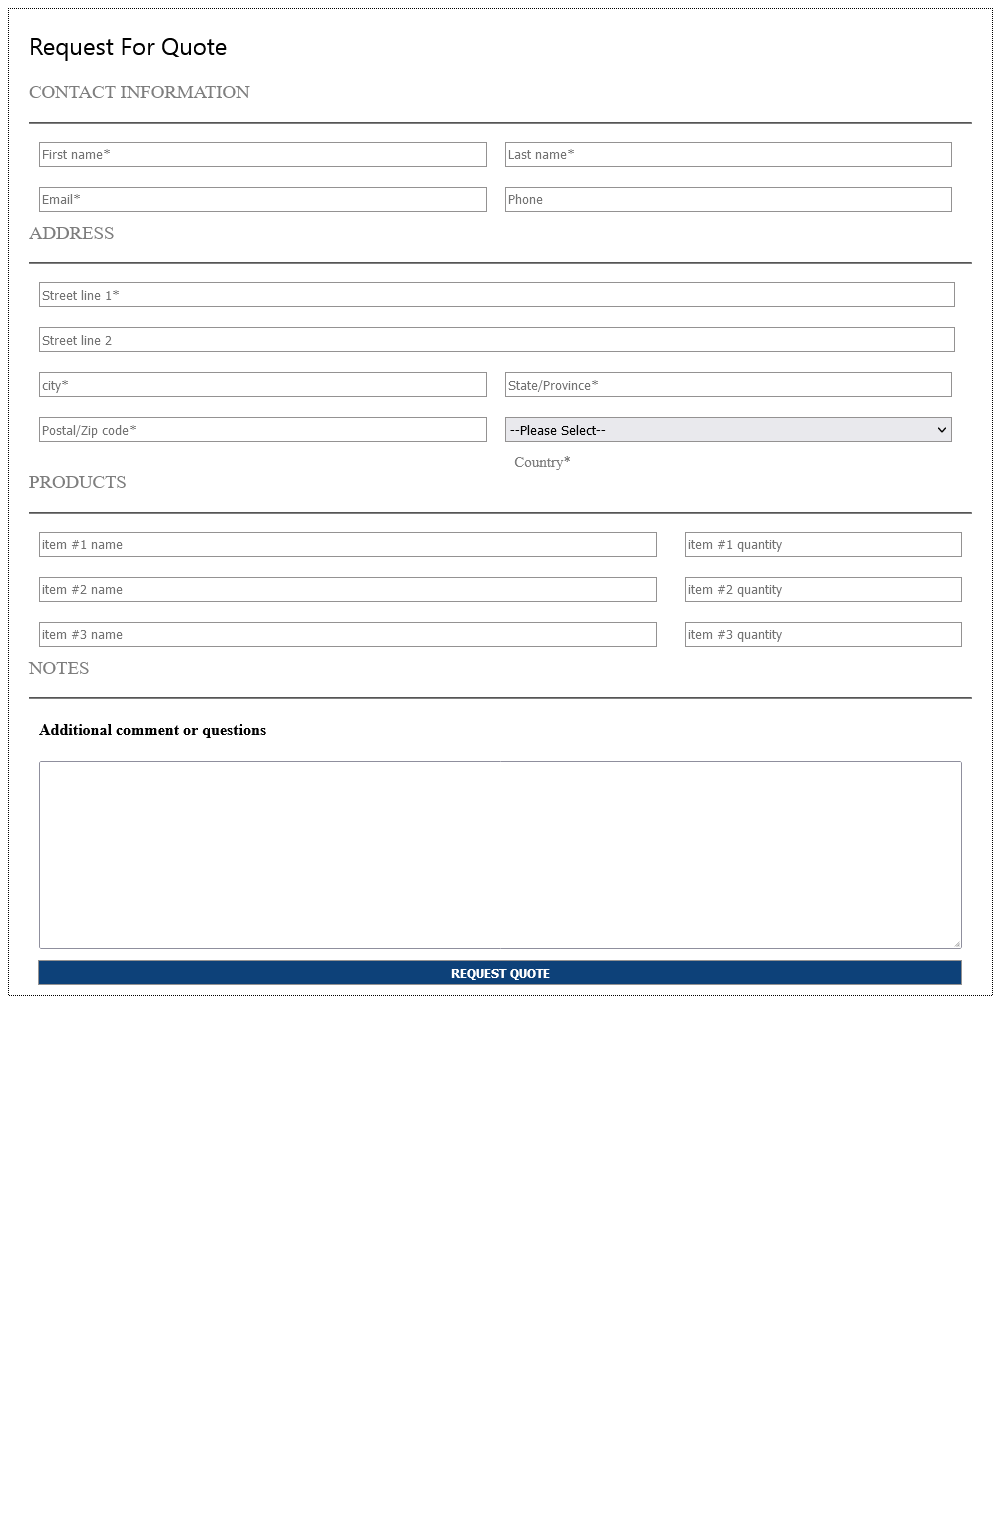 Request For Quote
CONTACT INFORMATION
First name* Last name*
Email* Phone
ADDRESS
Street line 1*
Street line 2
city* State/Province*
Postal/Zip code* --Please Select--
Country*
PRODUCTS
item #1 name item #1 quantity
item #2 name item #2 quantity
item #3 name item #3 quantity
NOTES
Additional comment or questions
REQUEST QUOTE